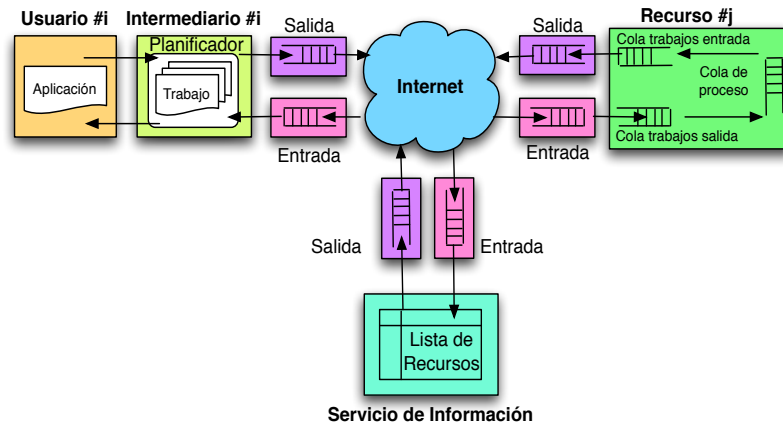 Usuario #i
Intermediario #i
Salida
Salida
Recurso #j
Planificador
Cola trabajos entrada
Aplicación
Trabajo
Internet
Cola de
proceso
Cola trabajos salida
Entrada
Entrada
Salida
Entrada
Lista de
Recursos
Servicio de Información